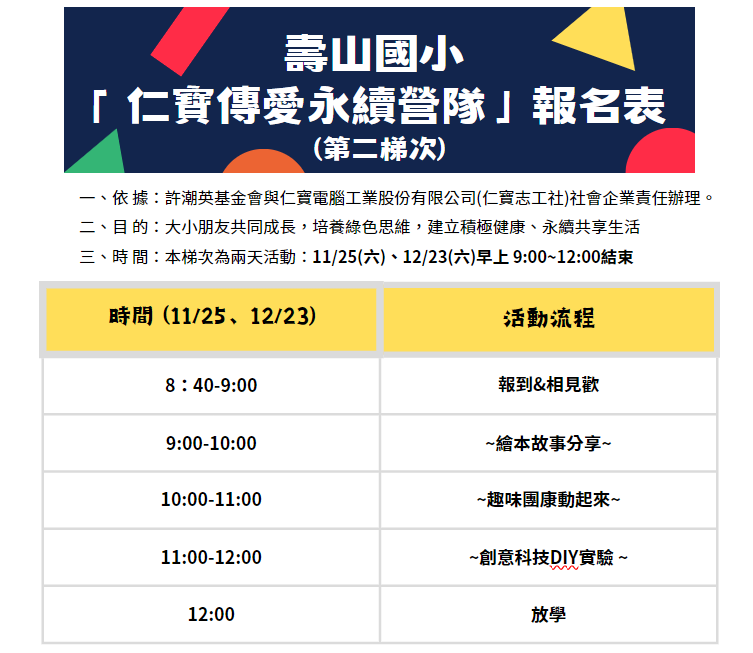 壽山國小
「仁寶傳愛永續營隊」報名表
(第二梯次)
一、依 據：許潮英基金會與仁寶電腦工業股份有限公司(仁寶志工社)社會企業責任辦理。
二、目 的：大小朋友共同成長，培養綠色思維，建立積極健康、永續共享生活
三、時 間：本梯次為兩天活動：11/25(六)、12/23(六)早上 9:00~12:00結束
時間 (11/25、12/23) 活動流程
8：40-9:00 報到&相見歡
9:00-10:00 ~繪本故事分享~
10:00-11:00 ~趣味團康動起來~
11:00-12:00 ~創意科技DIY實驗 ~
12:00 放學